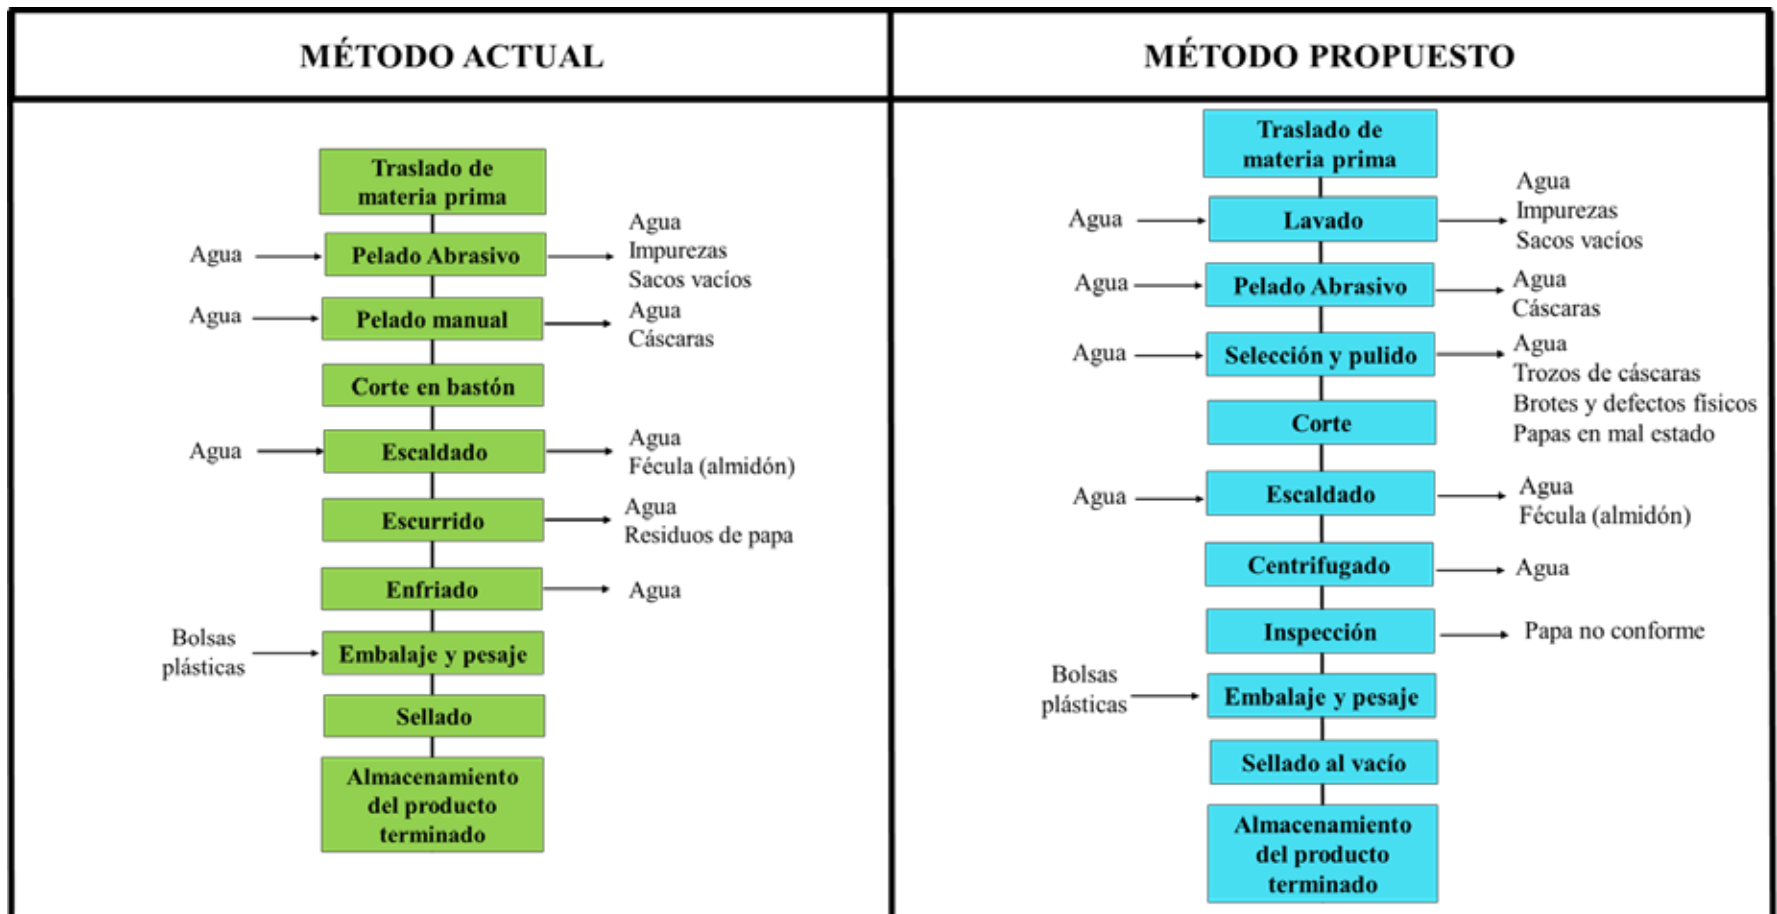 MÉTODO ACTUAL
Traslado de
materia prima
Agua
Pelado Abrasivo
Agua
Impurezas
Sacos vacíos
Agua
Pelado manual
Agua
Cáscaras
Corte en bastón
Agua
Escaldado
Agua
Fécula (almidón)
Escurrido
Agua
Residuos de papa
Enfriado
Agua
Bolsas
plásticas
Embalaje y pesaje
Sellado
Almacenamiento
del producto
terminado
MÉTODO PROPUESTO
Traslado de
materia prima
Agua
Lavado
Agua
Impurezas
Sacos vacíos
Agua
Pelado Abrasivo
Agua
Cáscaras
Agua
Selección y pulido
Agua
Trozos de cáscaras
Brotes y defectos físicos
Papas en mal estado
Corte
Agua
Escaldado
Agua
Fécula (almidón)
Centrifugado
Agua
Inspección
Papa no conforme
Bolsas
plásticas
Embalaje y pesaje
Sellado al vacío
Almacenamiento
del producto
terminado